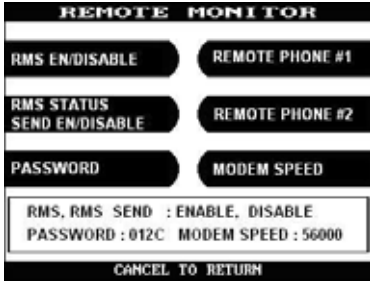 REMOTE MONITOR
RMS EN/DISABLE
REMOTE PHONE #1
RMS STATUS
SEND EN/DISABLE
REMOTE PHONE #2
PASSWORD
MODEM SPEED
RMS, RMS SEND : ENABLE, DISABLE
PASSWORD : 012C MODEM SPEED : 56000
CANCEL TO RETURN